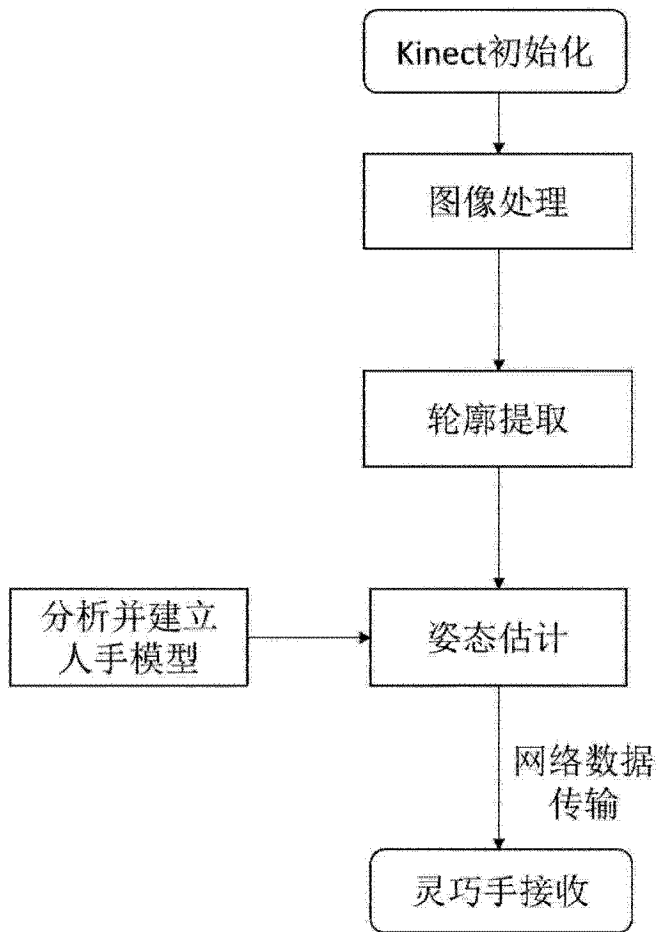 Kinect初始化
图像处理
轮廓提取
分析并建立
人手模型
姿态估计
网络数据
传输
灵巧手接收